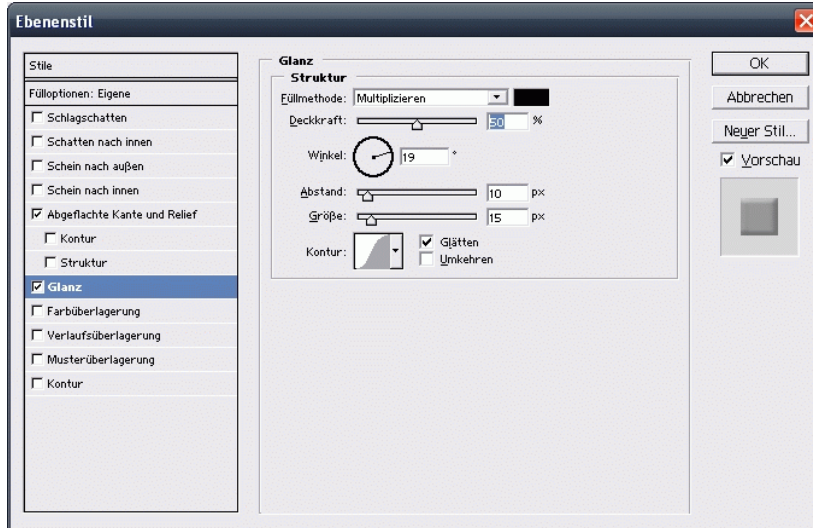 Ebenenstil
Stile
Fülloptionen: Eigene
Schlagschatten
Schatten nach innen
Schein nach außen
Schein nach innen
Abgeflachte Kante und Relief
Kontur
Struktur
Glanz
Farbüberlagerung
Verlaufsüberlagerung
Musterüberlagerung
Kontur
Glanz
Struktur
Füllmethode: Multiplizieren
Deckkraft: 50 %
Winkel: 19 °
Abstand: 10 px
Größe: 15 px
Kontur:
Glätten
Umkehren
OK
Abbrechen
Neuer Stil...
Vorschau